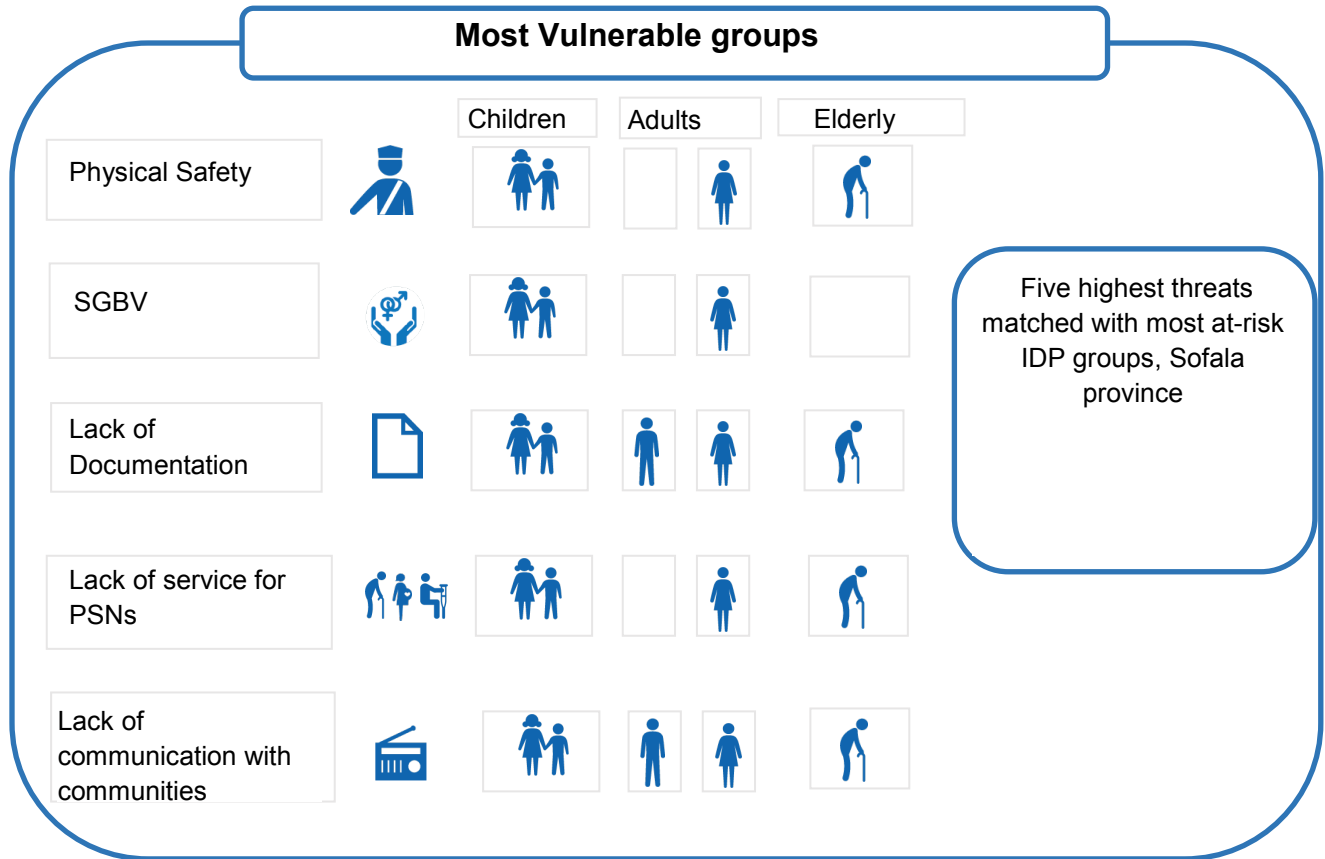 Most Vulnerable groups
Children
Adults
Elderly
Physical Safety
SGBV
Five highest threats
matched with most at-risk
IDP groups, Sofala
province
Lack of
Documentation
Lack of service for
PSNs
Lack of
communication with
communities